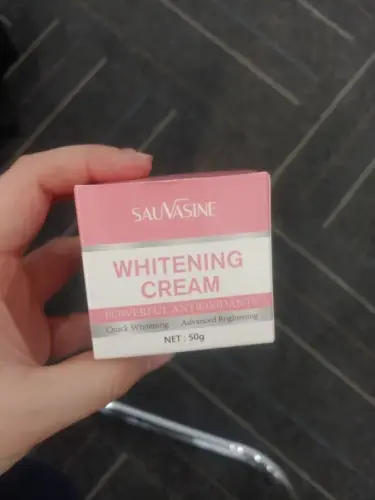 SAUVASINE
WHITENING
CREAM
POWERFUL ANTIOXIDANTS
Quick Whitening Advanced Brightening
NET : 50g